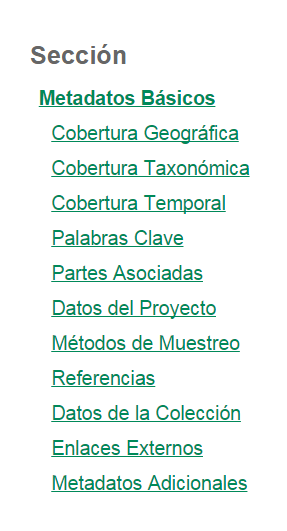 Sección
Metadatos Básicos
Cobertura Geográfica
Cobertura Taxonómica
Cobertura Temporal
Palabras Clave
Partes Asociadas
Datos del Proyecto
Métodos de Muestreo
Referencias
Datos de la Colección
Enlaces Externos
Metadatos Adicionales